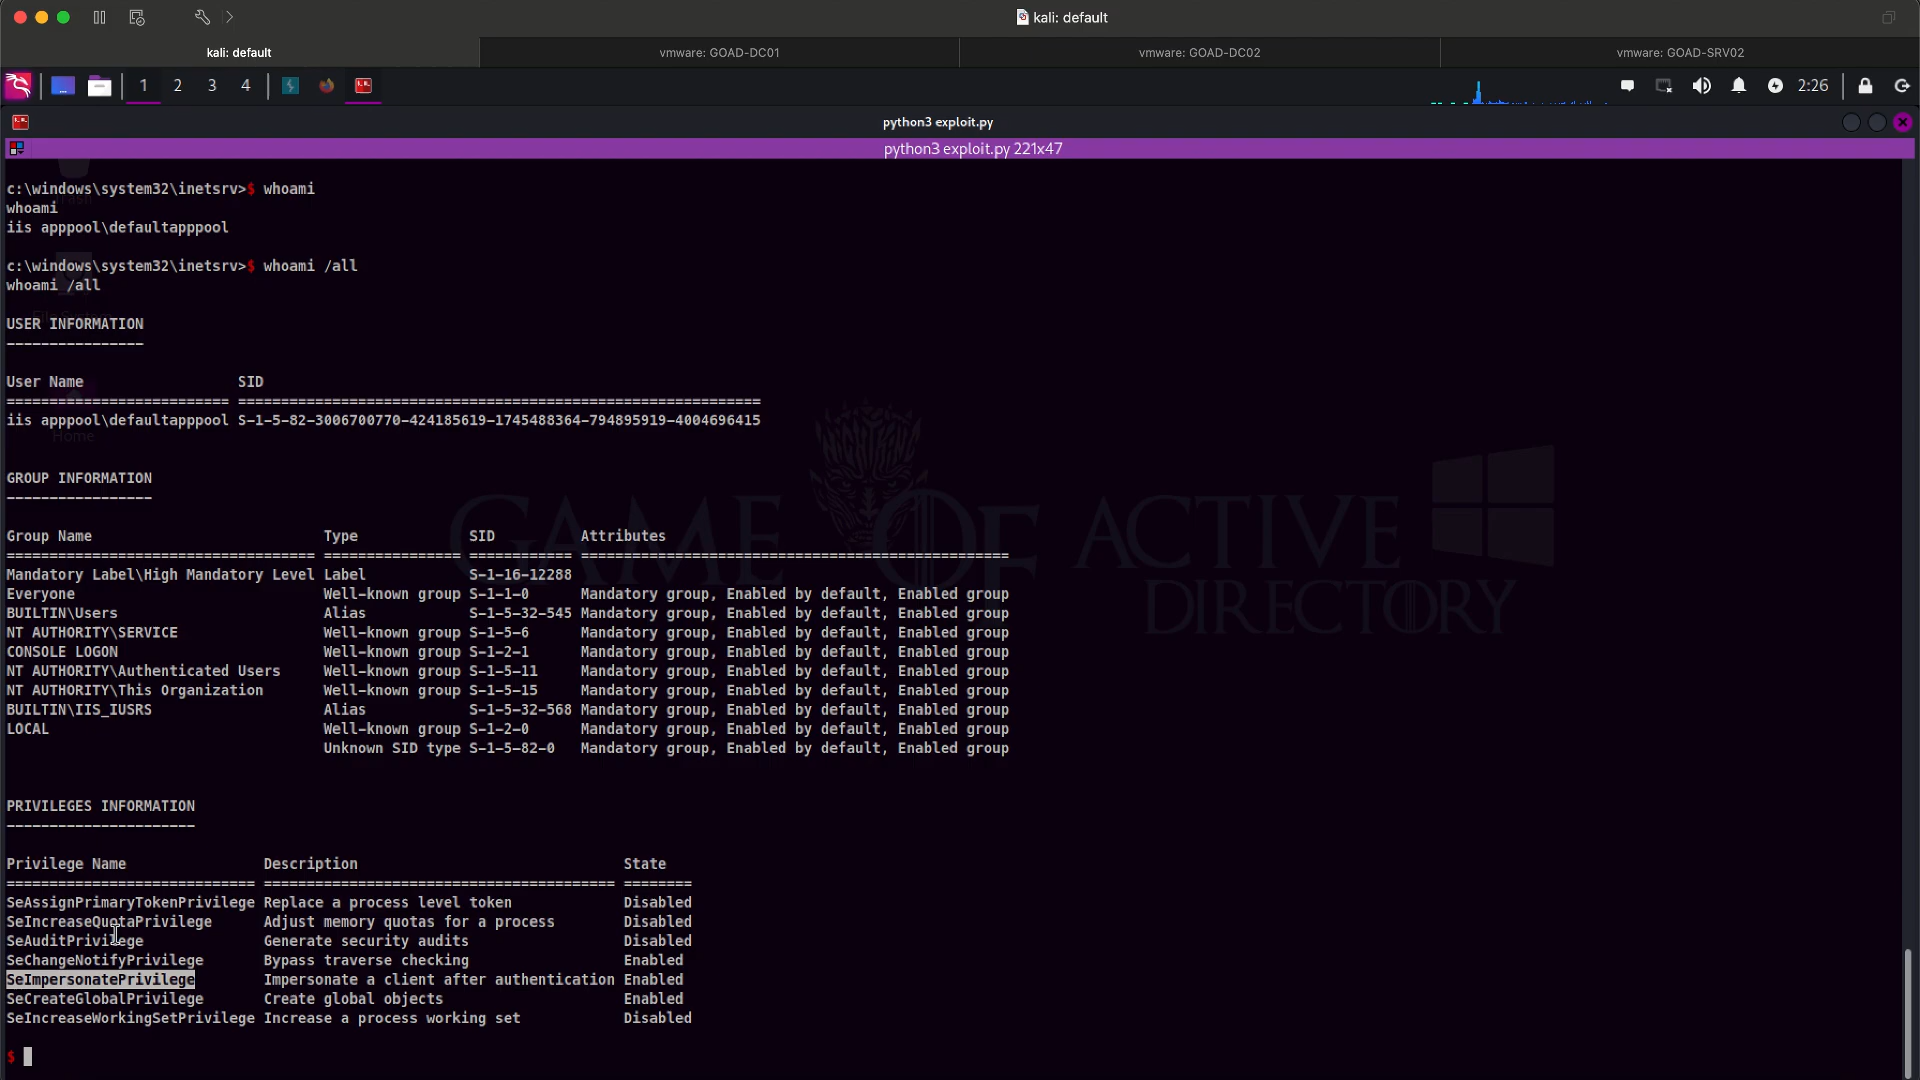 kali: default
kali: default
vmware: GOAD-DC01
vmware: GOAD-DC02
vmware: GOAD-SRV02
1 2 3 4
2:26
python3 exploit.py
python3 exploit.py 221x47
c:\windows\system32\inetsrv>$ whoami
Trash
whoami
iis apppool\defaultapppool
c:\windows\system32\inetsrv>$ whoami /all
whoami /all
USER INFORMATION
----------------
User Name                  SID
========================== =============================================================
iis apppool\defaultapppool S-1-5-82-3006700770-424185619-1745488364-794895919-4004696415
Home
GROUP INFORMATION
-----------------
GAME OF ACTIVE
DIRECTORY
Group Name                           Type             SID          Attributes
==================================== ================ ============ ==================================================
Mandatory Label\High Mandatory Level Label            S-1-16-12288
Everyone                             Well-known group S-1-1-0      Mandatory group, Enabled by default, Enabled group
BUILTIN\Users                        Alias            S-1-5-32-545 Mandatory group, Enabled by default, Enabled group
NT AUTHORITY\SERVICE                 Well-known group S-1-5-6      Mandatory group, Enabled by default, Enabled group
CONSOLE LOGON                        Well-known group S-1-2-1      Mandatory group, Enabled by default, Enabled group
NT AUTHORITY\Authenticated Users     Well-known group S-1-5-11     Mandatory group, Enabled by default, Enabled group
NT AUTHORITY\This Organization       Well-known group S-1-5-15     Mandatory group, Enabled by default, Enabled group
BUILTIN\IIS_IUSRS                    Alias            S-1-5-32-568 Mandatory group, Enabled by default, Enabled group
LOCAL                                Well-known group S-1-2-0      Mandatory group, Enabled by default, Enabled group
                                     Unknown SID type S-1-5-82-0   Mandatory group, Enabled by default, Enabled group
PRIVILEGES INFORMATION
----------------------
Privilege Name                Description                               State
============================= ========================================= ========
SeAssignPrimaryTokenPrivilege Replace a process level token             Disabled
SeIncreaseQuotaPrivilege      Adjust memory quotas for a process        Disabled
SeAuditPrivilege              Generate security audits                  Disabled
SeChangeNotifyPrivilege       Bypass traverse checking                  Enabled
SeImpersonatePrivilege        Impersonate a client after authentication Enabled
SeCreateGlobalPrivilege       Create global objects                     Enabled
SeIncreaseWorkingSetPrivilege Increase a process working set            Disabled
$